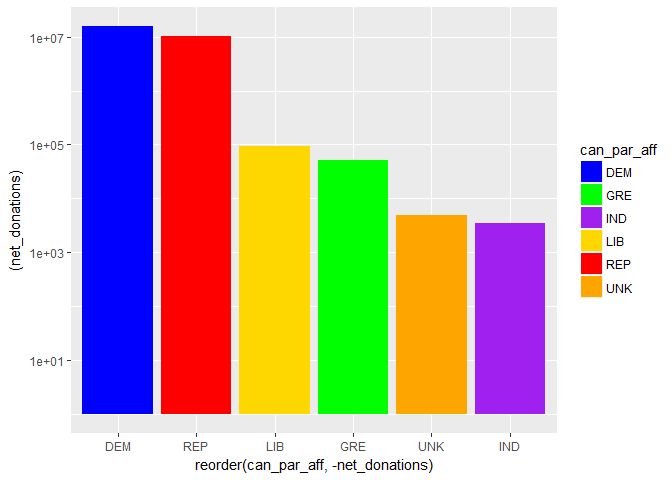 1e+07
1e+05
1e+03
1e+01
(net_donations)
DEM REP LIB GRE UNK IND
reorder(can_par_aff, -net_donations)
can_par_aff
DEM
GRE
IND
LIB
REP
UNK